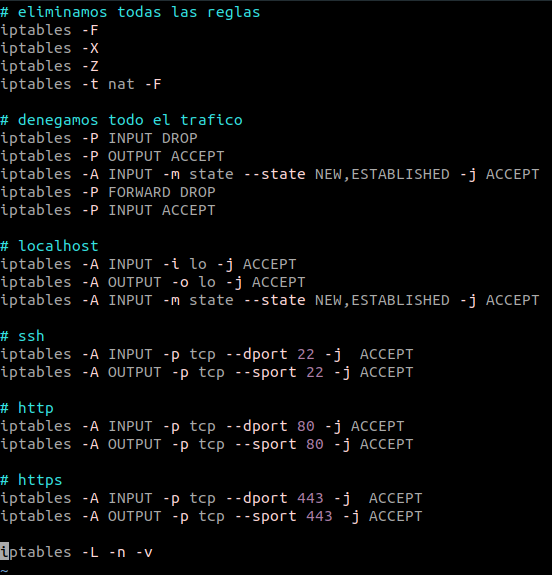 # eliminamos todas las reglas
iptables -F
iptables -X
iptables -Z
iptables -t nat -F
# denegamos todo el trafico
iptables -P INPUT DROP
iptables -P OUTPUT ACCEPT
iptables -A INPUT -m state --state NEW,ESTABLISHED -j ACCEPT
iptables -P FORWARD DROP
iptables -P INPUT ACCEPT
# localhost
iptables -A INPUT -i lo -j ACCEPT
iptables -A OUTPUT -o lo -j ACCEPT
iptables -A INPUT -m state --state NEW,ESTABLISHED -j ACCEPT
# ssh
iptables -A INPUT -p tcp --dport 22 -j  ACCEPT
iptables -A OUTPUT -p tcp --sport 22 -j ACCEPT
# http
iptables -A INPUT -p tcp --dport 80 -j ACCEPT
iptables -A OUTPUT -p tcp --sport 80 -j ACCEPT
# https
iptables -A INPUT -p tcp --dport 443 -j  ACCEPT
iptables -A OUTPUT -p tcp --sport 443 -j ACCEPT
iptables -L -n -v
~